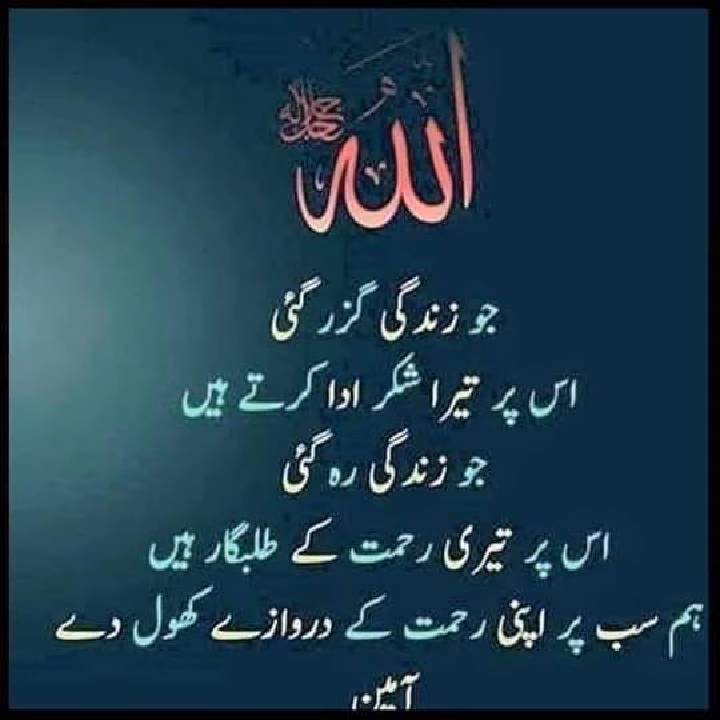 اللہ جل جلالہ
جو زندگی گزر گئی
اس پر تیرا شکر ادا کرتے ہیں
جو زندگی رہ گئی
اس پر تیری رحمت کے طلبگار ہیں
ہم سب پر اپنی رحمت کے دروازے کھول دے
آمین